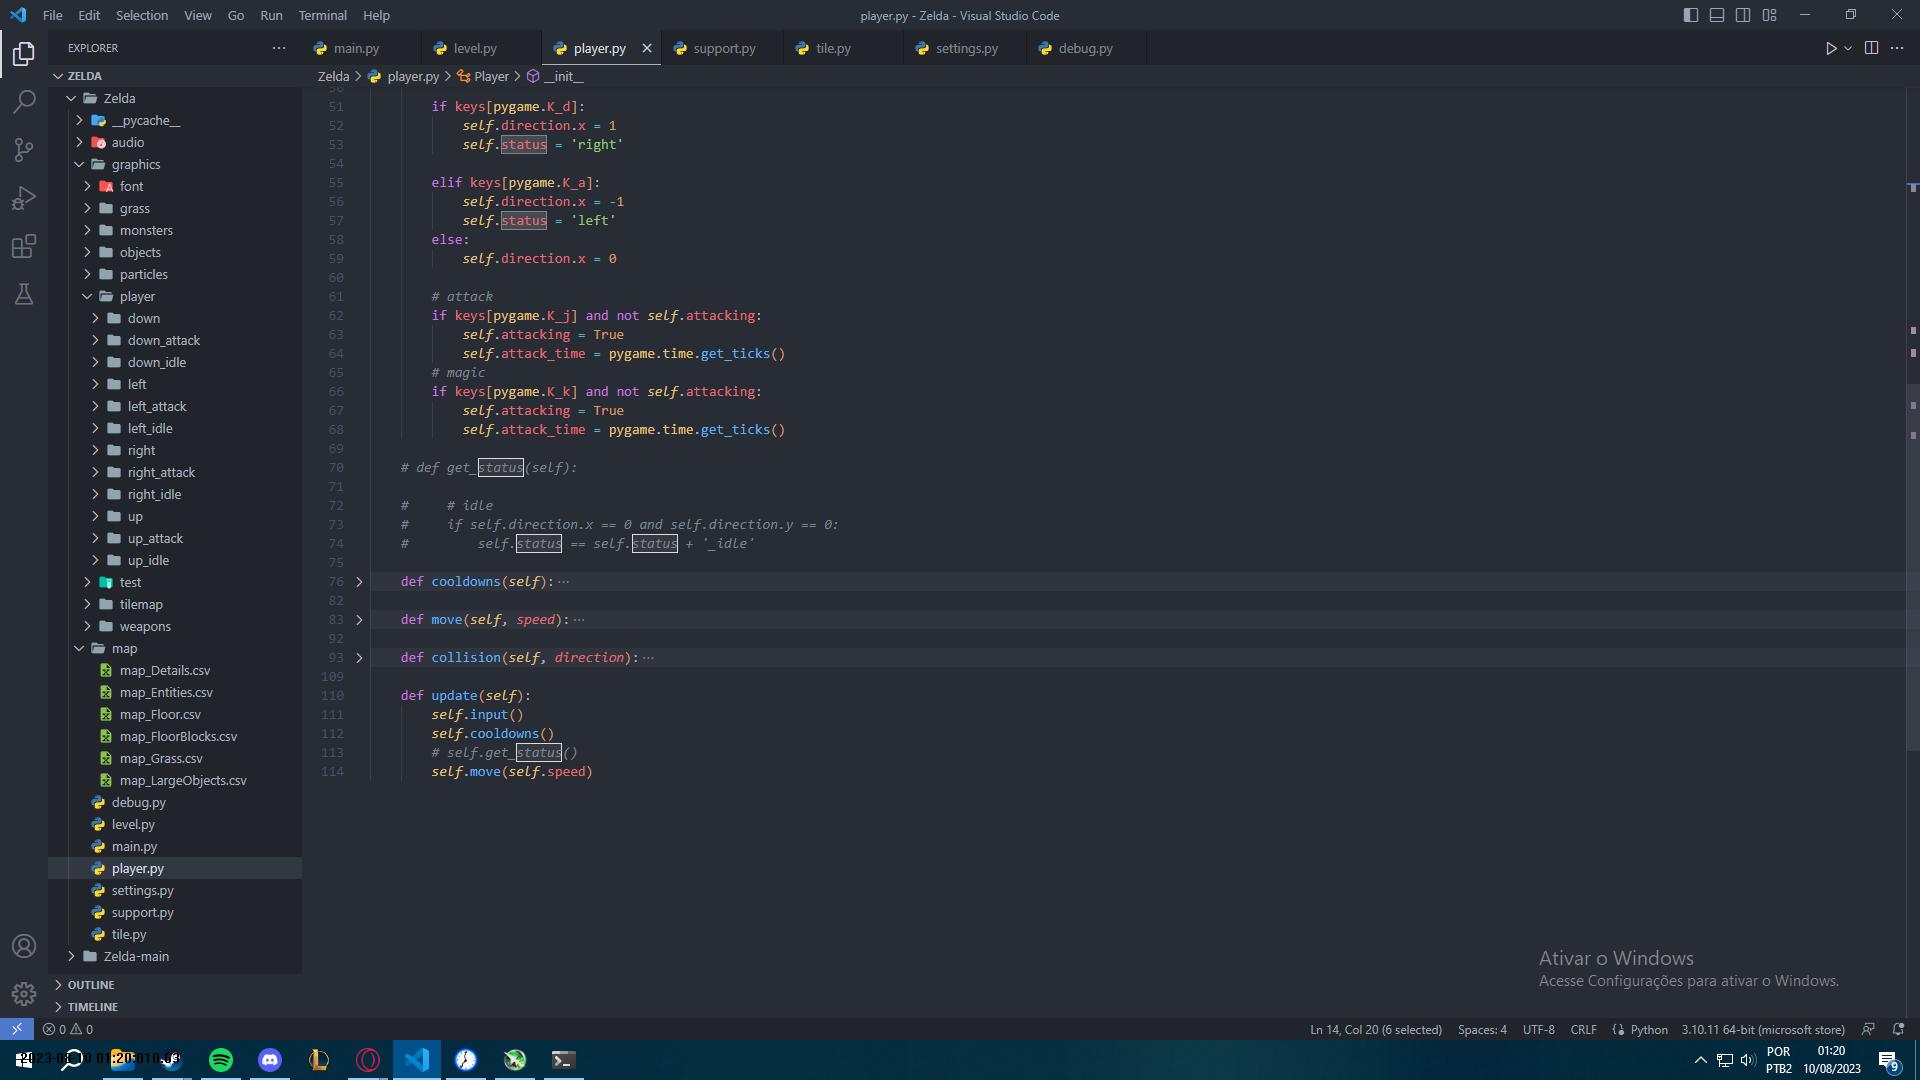 File Edit Selection View Go Run Terminal Help
player.py - Zelda - Visual Studio Code
EXPLORER
main.py level.py player.py support.py tile.py settings.py debug.py
ZELDA
Zelda > player.py > Player > __init__
Zelda
__pycache__
audio
graphics
font
grass
monsters
objects
particles
player
down
down_attack
down_idle
left
left_attack
left_idle
right
right_attack
right_idle
up
up_attack
up_idle
test
tilemap
weapons
map
map_Details.csv
map_Entities.csv
map_Floor.csv
map_FloorBlocks.csv
map_Grass.csv
map_LargeObjects.csv
debug.py
level.py
main.py
player.py
settings.py
support.py
tile.py
Zelda-main
OUTLINE
TIMELINE
50
51 if keys[pygame.K_d]:
52 self.direction.x = 1
53 self.status = 'right'
54
55 elif keys[pygame.K_a]:
56 self.direction.x = -1
57 self.status = 'left'
58 else:
59 self.direction.x = 0
60
61 # attack
62 if keys[pygame.K_j] and not self.attacking:
63 self.attacking = True
64 self.attack_time = pygame.time.get_ticks()
65 # magic
66 if keys[pygame.K_k] and not self.attacking:
67 self.attacking = True
68 self.attack_time = pygame.time.get_ticks()
69
70 # def get_status(self):
71
72 # # idle
73 # if self.direction.x == 0 and self.direction.y == 0:
74 # self.status == self.status + '_idle'
75
76 def cooldowns(self): ···
82
83 def move(self, speed): ···
92
93 def collision(self, direction): ···
109
110 def update(self):
111 self.input()
112 self.cooldowns()
113 # self.get_status()
114 self.move(self.speed)
Ativar o Windows
Acesse Configurações para ativar o Windows.
0 0
Ln 14, Col 20 (6 selected) Spaces: 4 UTF-8 CRLF Python 3.10.11 64-bit (microsoft store)
POR
PTB2
01:20
10/08/2023
9